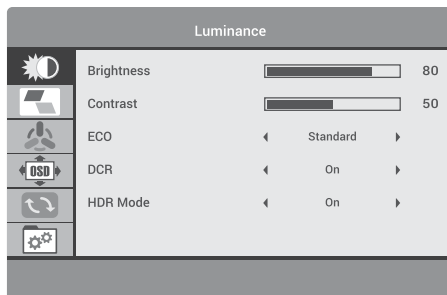 Luminance
Brightness 80
Contrast 50
ECO Standard
DCR On
OSD
HDR Mode On